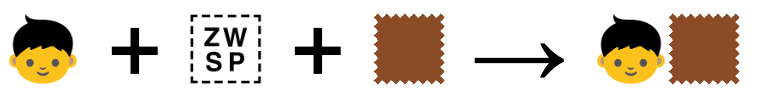 👦 + ZW SP + 🏾 → 👦🏾